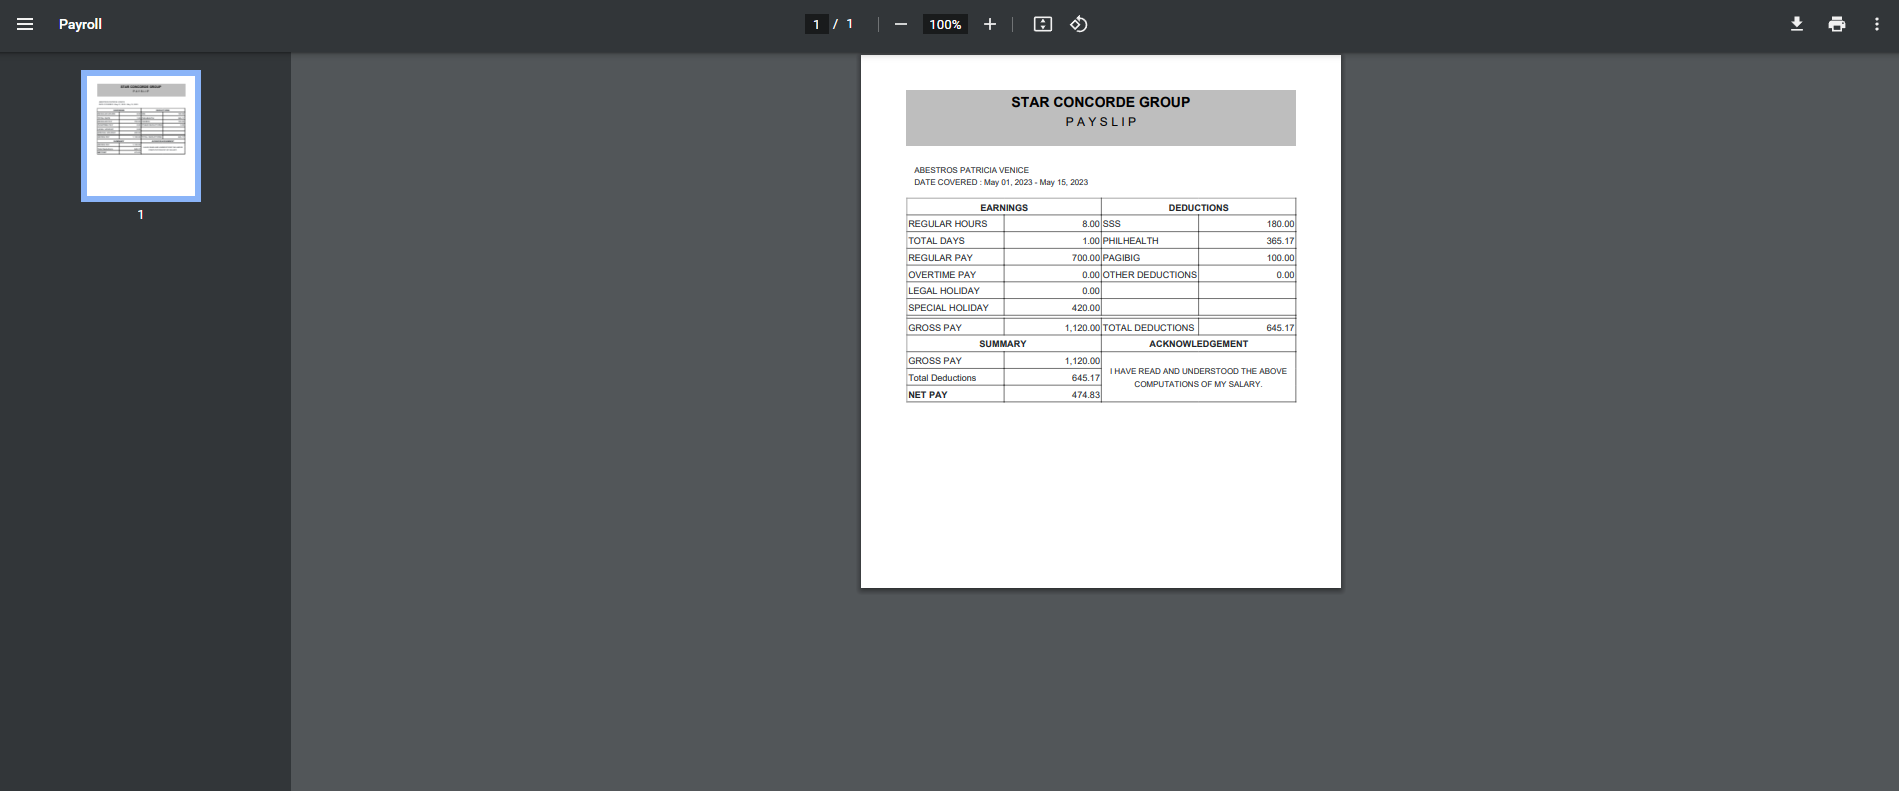 Payroll
1 / 1
100%
1
STAR CONCORDE GROUP
PAYSLIP
ABESTROS PATRICIA VENICE
DATE COVERED : May 01, 2023 - May 15, 2023
EARNINGS DEDUCTIONS
REGULAR HOURS 8.00 SSS 180.00
TOTAL DAYS 1.00 PHILHEALTH 365.17
REGULAR PAY 700.00 PAGIBIG 100.00
OVERTIME PAY 0.00 OTHER DEDUCTIONS 0.00
LEGAL HOLIDAY 0.00
SPECIAL HOLIDAY 420.00
GROSS PAY 1,120.00 TOTAL DEDUCTIONS 645.17
SUMMARY ACKNOWLEDGEMENT
GROSS PAY 1,120.00
Total Deductions 645.17
NET PAY 474.83
I HAVE READ AND UNDERSTOOD THE ABOVE
COMPUTATIONS OF MY SALARY.